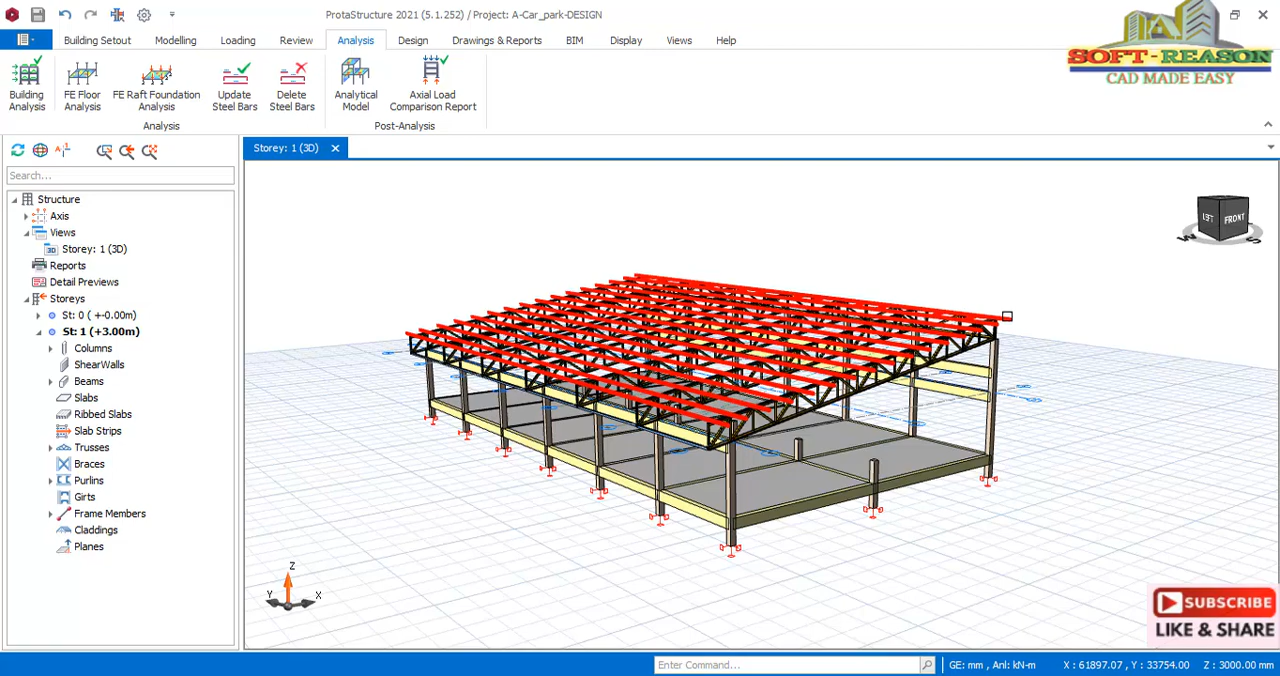 ProtaStructure 2021 (5.1.252) / Project: A-Car_park-DESIGN
SOFT-REASON
CAD MADE EASY
Building Setout Modelling Loading Review Analysis Design Drawings & Reports BIM Display Views Help
Building Analysis
FE Floor Analysis
FE Raft Foundation Analysis
Update Steel Bars
Delete Steel Bars
Analytical Model
Axial Load Comparison Report
Analysis
Post-Analysis
Storey: 1 (3D)
Search...
Structure
Axis
Views
3D Storey: 1 (3D)
Reports
Detail Previews
Storeys
St: 0 ( +-0.00m)
St: 1 (+3.00m)
Columns
ShearWalls
Beams
Slabs
Ribbed Slabs
Slab Strips
Trusses
Braces
Purlins
Girts
Frame Members
Claddings
Planes
LEFT FRONT
W S
Z
Y X
SUBSCRIBE
LIKE & SHARE
Enter Command...
GE: mm , Anl: kN-m
X : 61897.07 , Y : 33754.00 Z : 3000.00 mm